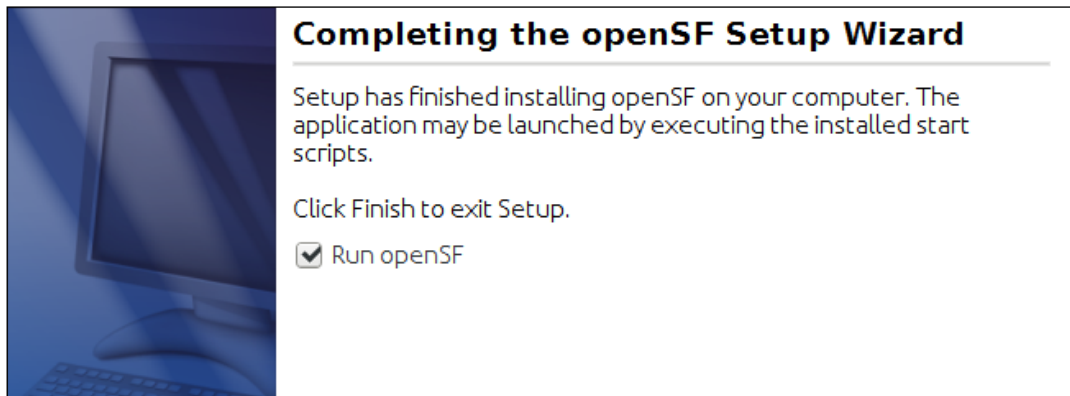 Completing the openSF Setup Wizard
Setup has finished installing openSF on your computer. The
application may be launched by executing the installed start
scripts.
Click Finish to exit Setup.
Run openSF